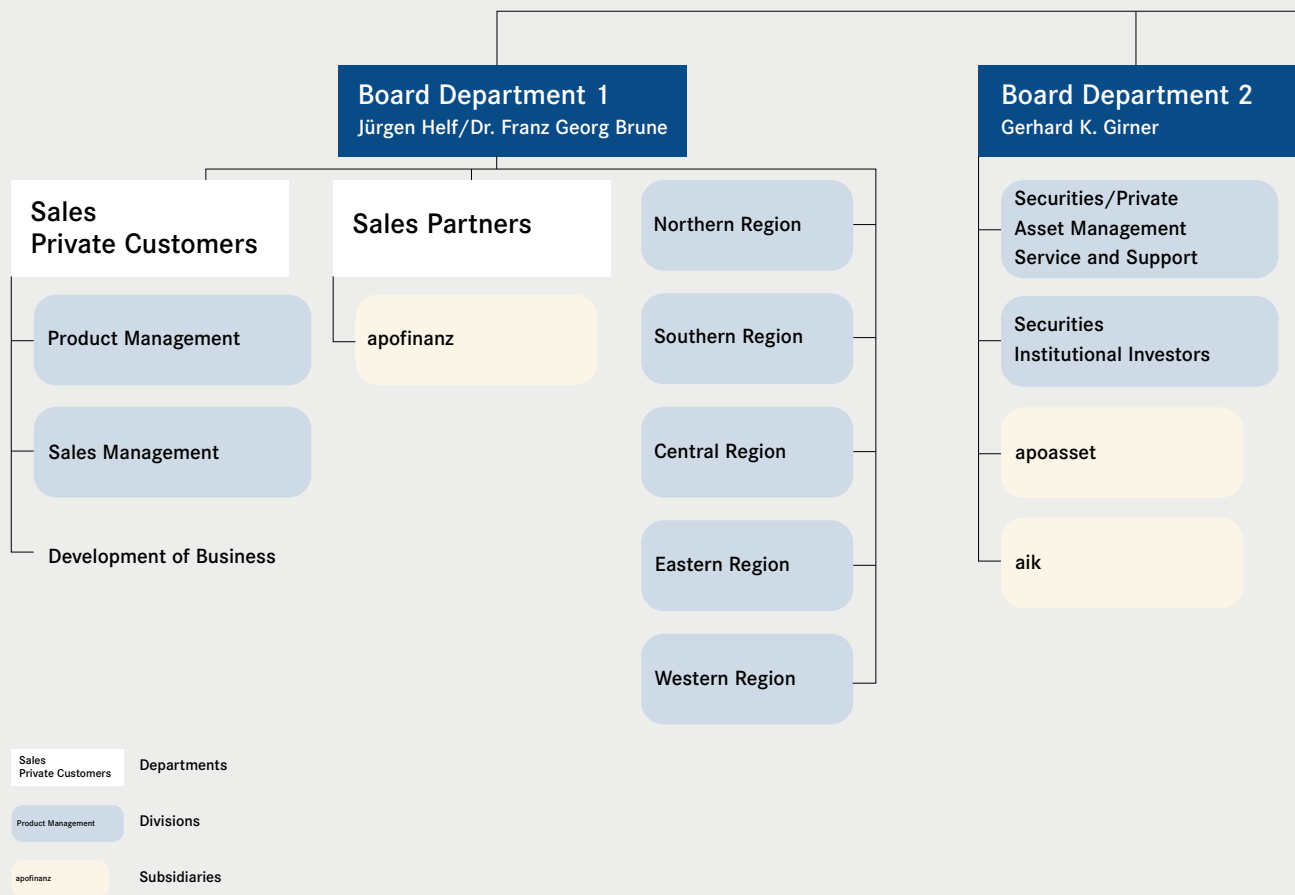 Board Department 1
Jürgen Helf/Dr. Franz Georg Brune
Sales
Private Customers
Product Management
Sales Management
Development of Business
Sales Partners
apofinanz
Northern Region
Southern Region
Central Region
Eastern Region
Western Region
Board Department 2
Gerhard K. Girner
Securities/Private
Asset Management
Service and Support
Securities
Institutional Investors
apoasset
aik
Sales
Private Customers
Departments
Product Management
Divisions
apofinanz
Subsidiaries